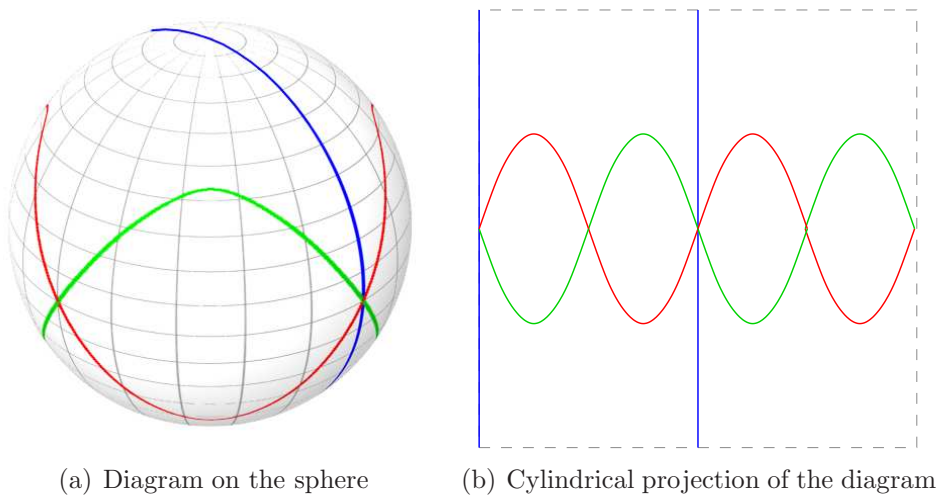 (a) Diagram on the sphere
(b) Cylindrical projection of the diagram